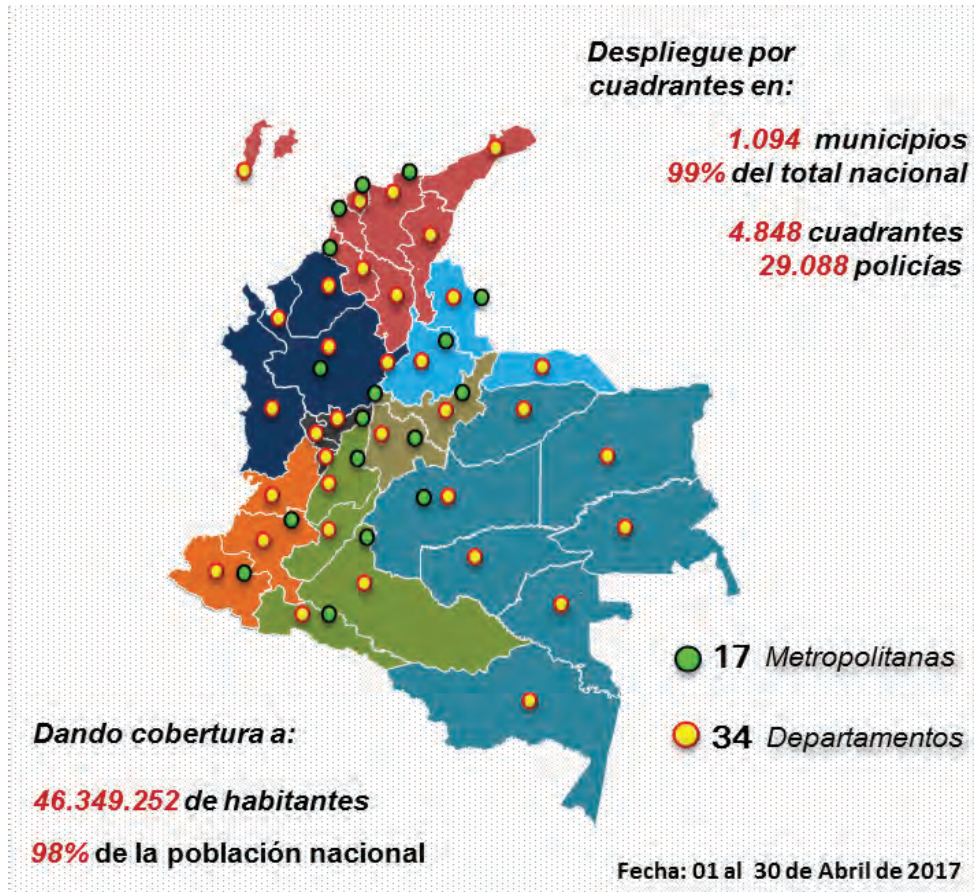 Despliegue por
cuadrantes en:
1.094 municipios
99% del total nacional
4.848 cuadrantes
29.088 policías
17 Metropolitanas
34 Departamentos
Dando cobertura a:
46.349.252 de habitantes
98% de la población nacional
Fecha: 01 al 30 de Abril de 2017